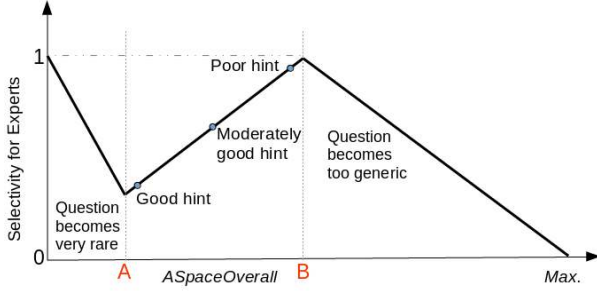 Selectivity for Experts
1
0
Poor hint
Moderately
good hint
Good hint
Question
becomes
very rare
Question
becomes
too generic
A
ASpaceOverall
B
Max.